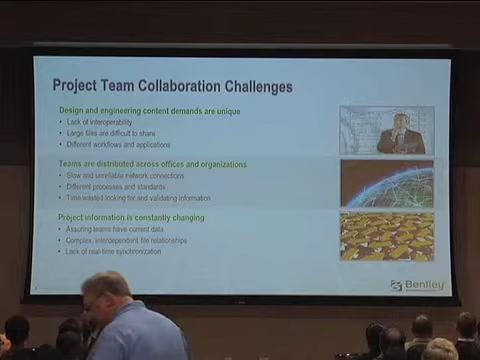 Project Team Collaboration Challenges
Design and engineering content demands are unique
• Lack of interoperability
• Large files are difficult to share
• Different workflows and applications
Teams are distributed across offices and organizations
• Slow and unreliable network connections
• Different processes and standards
• Time wasted looking for and validating information
Project information is constantly changing
• Assuring teams have current data
• Complex, interdependent file relationships
• Lack of real-time synchronization
Bentley